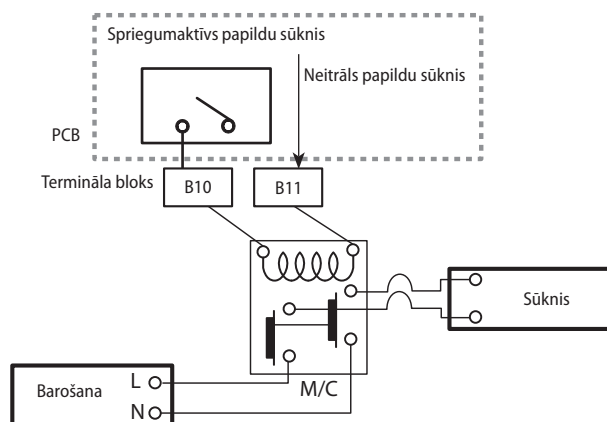 Spriegumaktīvs papildu sūknis
Neitrāls papildu sūknis
PCB
Termināla bloks
B10
B11
Sūknis
M/C
Barošana
L
N